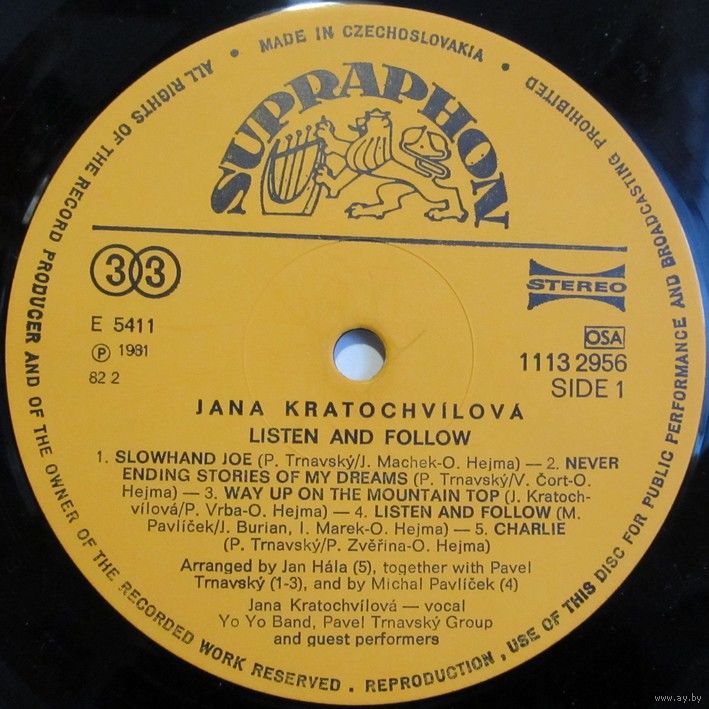 ALL RIGHTS OF THE RECORD PRODUCER AND OF THE OWNER OF THE RECORDED WORK RESERVED. REPRODUCTION, USE OF THIS DISC FOR PUBLIC PERFORMANCE AND BROADCASTING PROHIBITED
• MADE IN CZECHOSLOVAKIA •
SUPRAPHON
33
STEREO
E 5411
OSA
℗ 1981
1113 2956
82 2
SIDE 1
JANA KRATOCHVÍLOVÁ
LISTEN AND FOLLOW
1. SLOWHAND JOE (P. Trnavský/J. Machek-O. Hejma) — 2. NEVER
ENDING STORIES OF MY DREAMS (P. Trnavský/V. Čort-O.
Hejma) — 3. WAY UP ON THE MOUNTAIN TOP (J. Kratoch-
vílová/P. Vrba-O. Hejma) — 4. LISTEN AND FOLLOW (M.
Pavlíček/J. Burian, I. Marek-O. Hejma) — 5. CHARLIE
(P. Trnavský/P. Zvěřina-O. Hejma)
Arranged by Jan Hála (5), together with Pavel
Trnavský (1-3), and by Michal Pavlíček (4)
Jana Kratochvílová — vocal
Yo Yo Band, Pavel Trnavský Group
and guest performers
www.ay.by